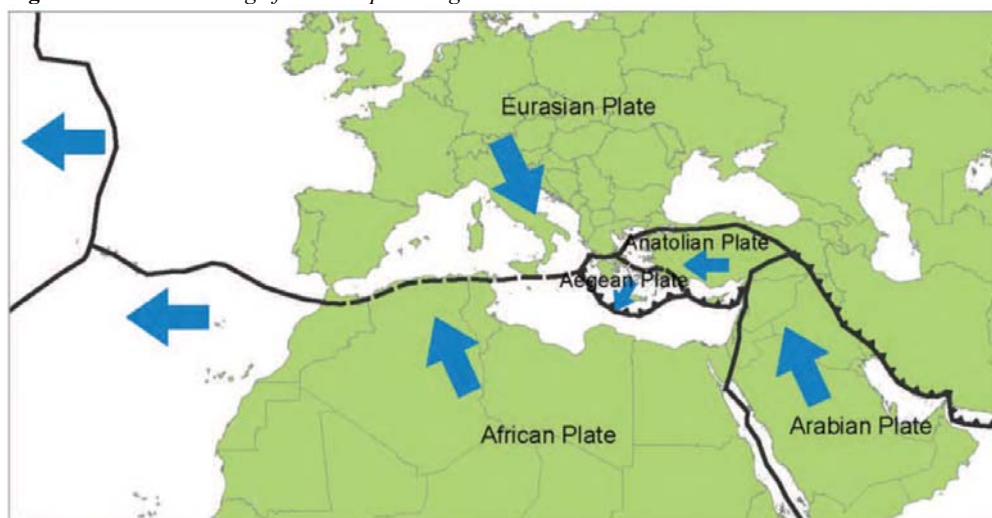 Eurasian Plate
Anatolian Plate
Aegean Plate
African Plate
Arabian Plate